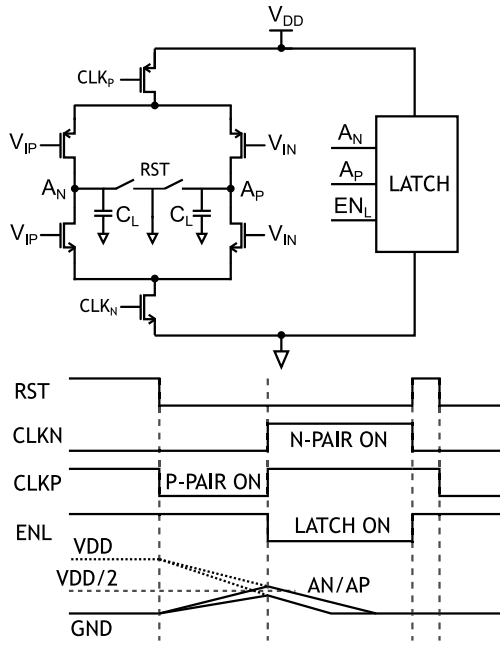 VDD
CLKP
VIP
VIN
AN
RST
AP
CL
CL
VIP
VIN
CLKN
AN
AP
ENL
LATCH
RST
CLKN
N-PAIR ON
CLKP
P-PAIR ON
ENL
LATCH ON
VDD
VDD/2
AN/AP
GND